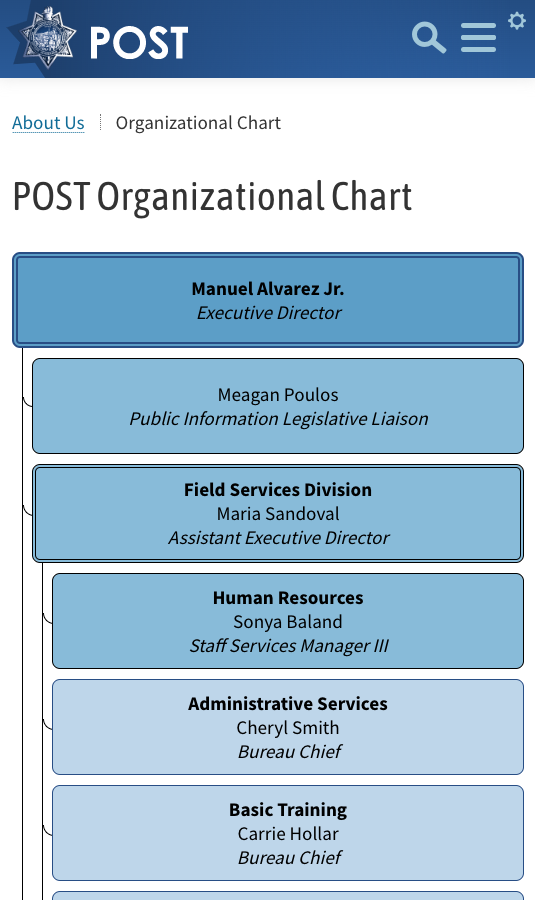 POST
About Us
Organizational Chart
POST Organizational Chart
Manuel Alvarez Jr.
Executive Director
Meagan Poulos
Public Information Legislative Liaison
Field Services Division
Maria Sandoval
Assistant Executive Director
Human Resources
Sonya Baland
Staff Services Manager III
Administrative Services
Cheryl Smith
Bureau Chief
Basic Training
Carrie Hollar
Bureau Chief